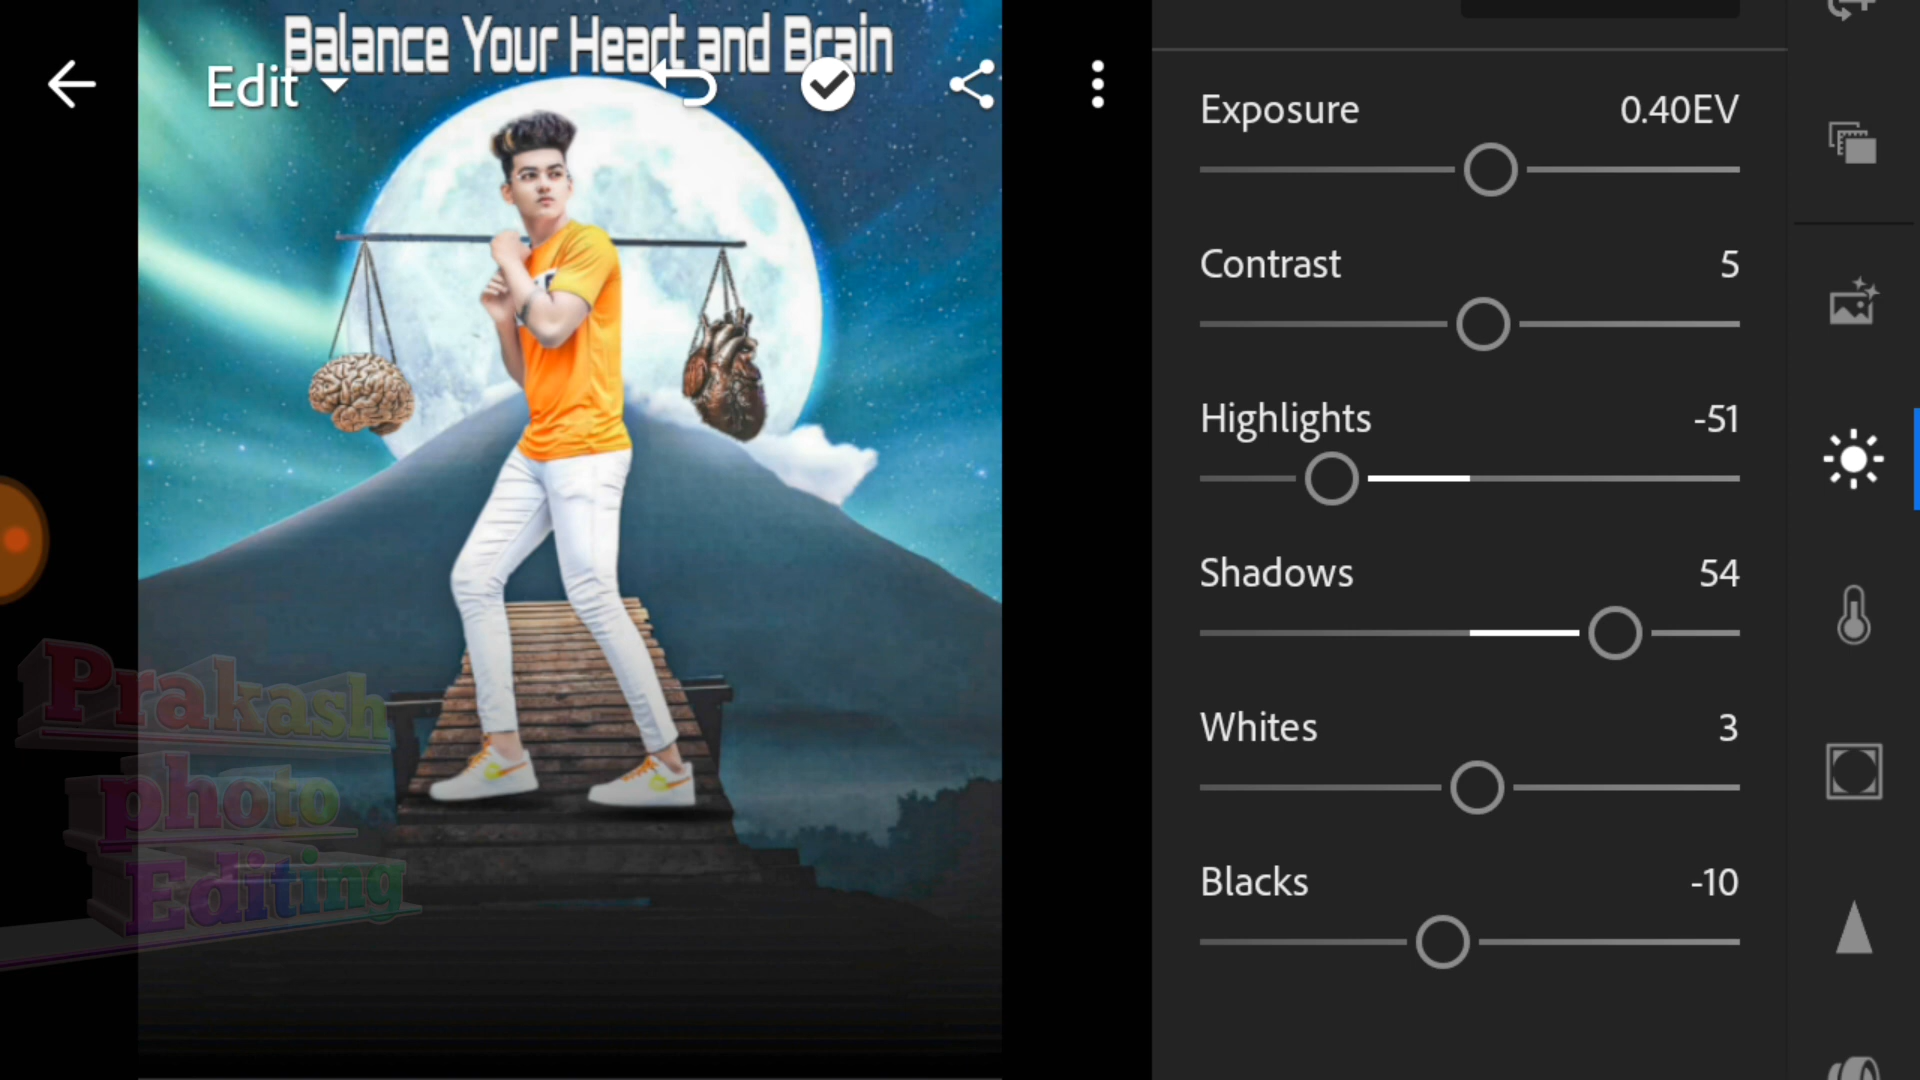 Balance Your Heart and Brain
Edit
Exposure 0.40EV
Contrast 5
Highlights -51
Shadows 54
Whites 3
Blacks -10
Prakash
photo
Editing